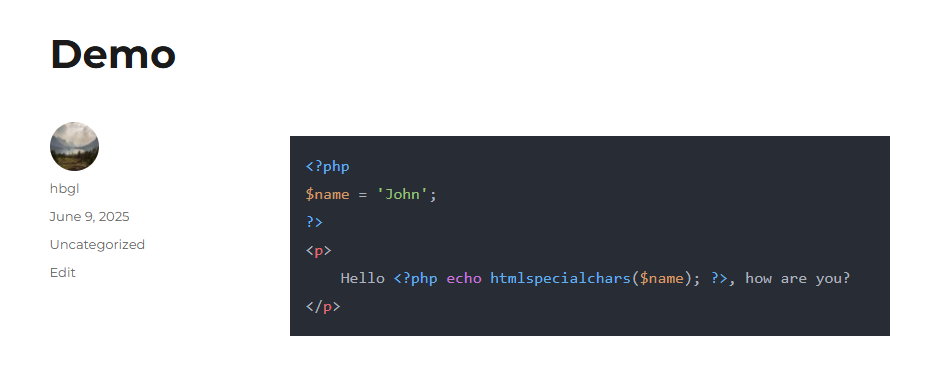 Demo
hbgl
June 9, 2025
Uncategorized
Edit
<?php
$name = 'John';
?>
<p>
    Hello <?php echo htmlspecialchars($name); ?>, how are you?
</p>